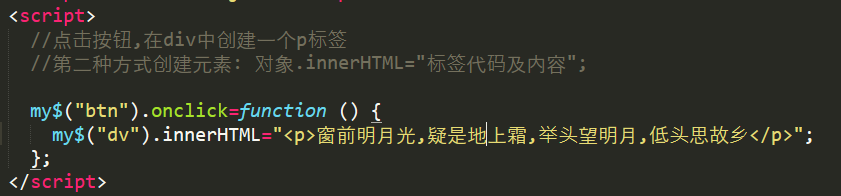 <script>
//点击按钮,在div中创建一个p标签
//第二种方式创建元素: 对象.innerHTML="标签代码及内容";
my$("btn").onclick=function () {
my$("dv").innerHTML="<p>窗前明月光,疑是地上霜,举头望明月,低头思故乡</p>";
};
</script>